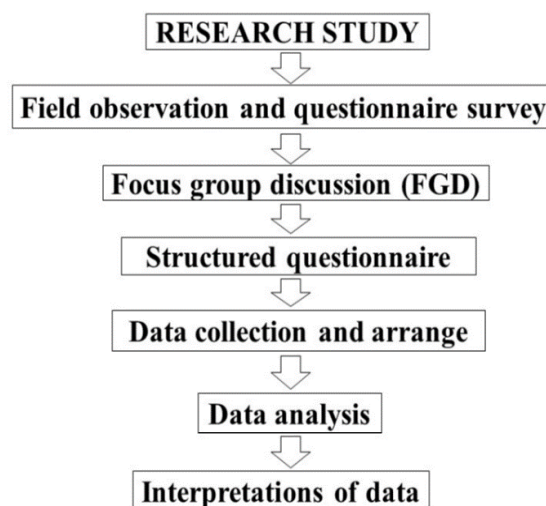 RESEARCH STUDY
Field observation and questionnaire survey
Focus group discussion (FGD)
Structured questionnaire
Data collection and arrange
Data analysis
Interpretations of data